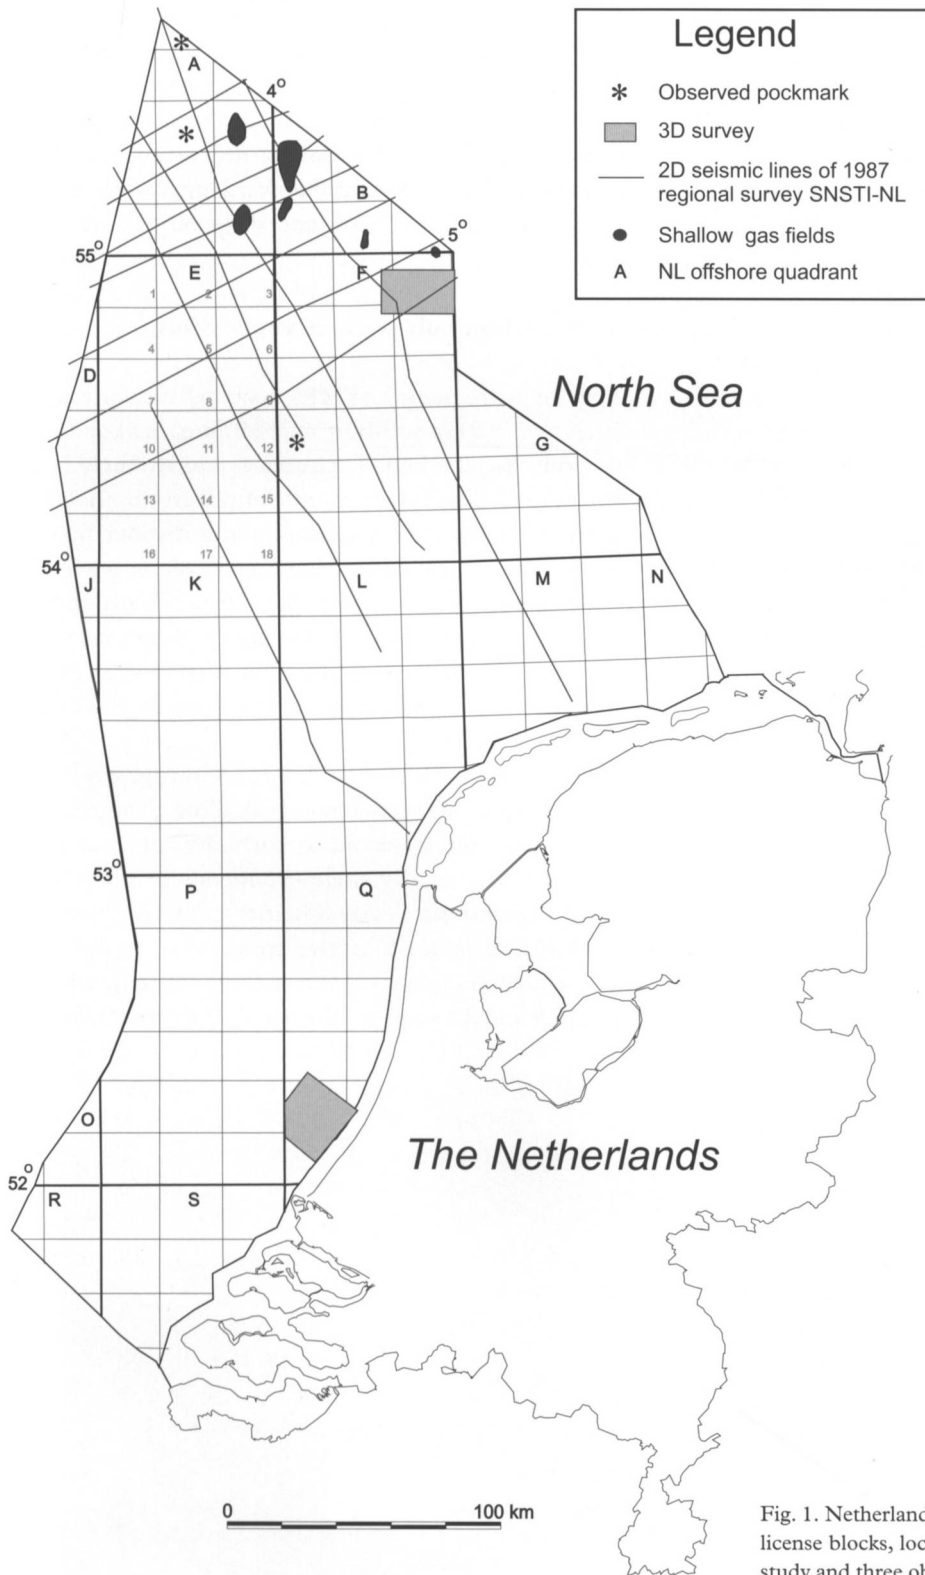 Legend
* Observed pockmark
3D survey
2D seismic lines of 1987
regional survey SNSTI-NL
Shallow gas fields
A NL offshore quadrant
A
4°
B
5°
55°
E
F
1 2 3
4 5 6
D
7 8 9
10 11 12
13 14 15
16 17 18
G
North Sea
54°
J
K
L
M
N
53°
P
Q
O
The Netherlands
52°
R
S
0 100 km
Fig. 1. Netherland
license blocks, loc
study and three ob